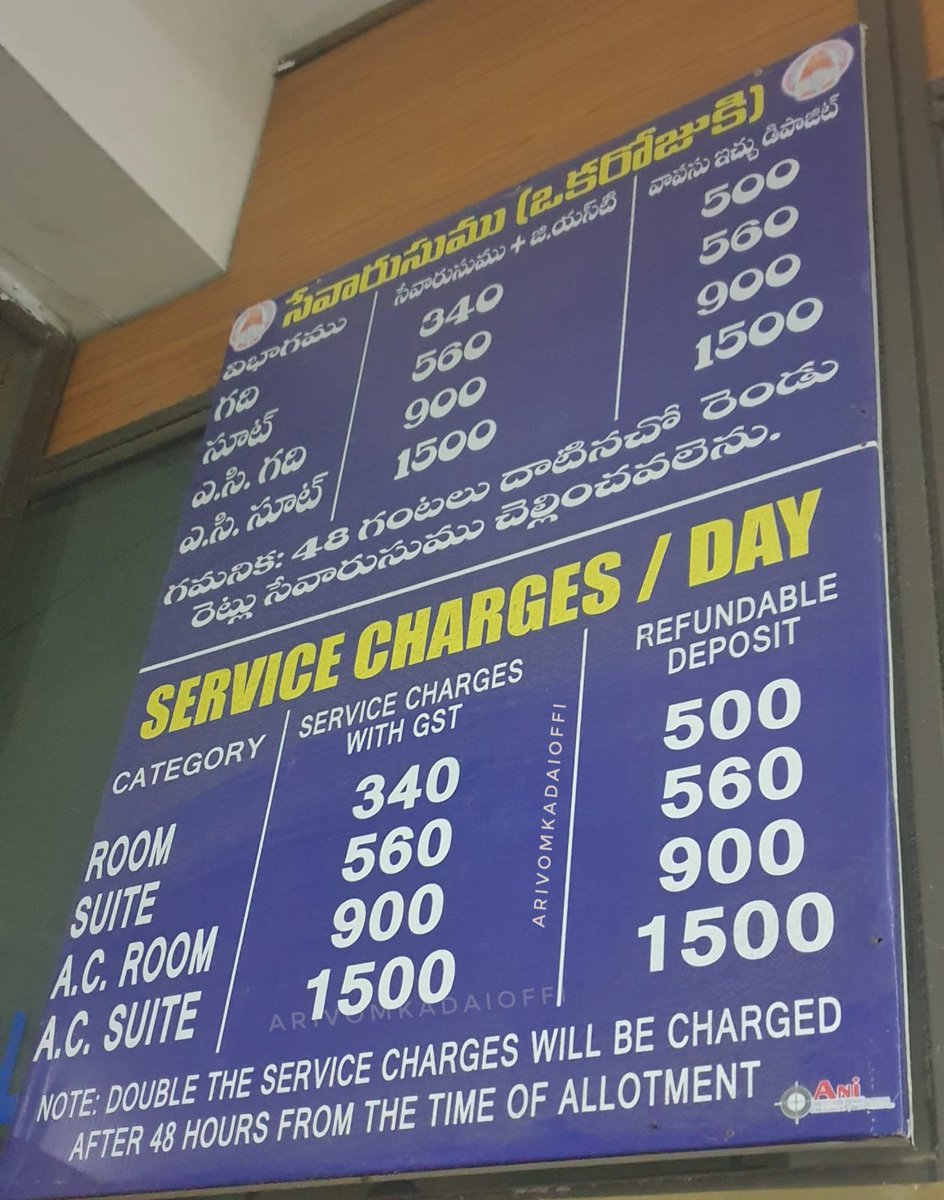 సేవారుసుము (ఒకరోజుకి)
విభాగము సేవారుసుము + జి.యస్‌టి వాపసు ఇచ్చు డిపాజిట్
గది 340 500
సూట్ 560 560
ఎ.సి. గది 900 900
ఎ.సి. సూట్ 1500 1500
గమనిక: 48 గంటలు దాటినచో రెండు
రెట్లు సేవారుసుము చెల్లించవలెను.
SERVICE CHARGES / DAY
CATEGORY SERVICE CHARGES WITH GST REFUNDABLE DEPOSIT
ROOM 340 500
SUITE 560 560
A.C. ROOM 900 900
A.C. SUITE 1500 1500
NOTE: DOUBLE THE SERVICE CHARGES WILL BE CHARGED
AFTER 48 HOURS FROM THE TIME OF ALLOTMENT
ARIVOMKADAIOFFI
ARIVOMKADAIOFFI
Ani